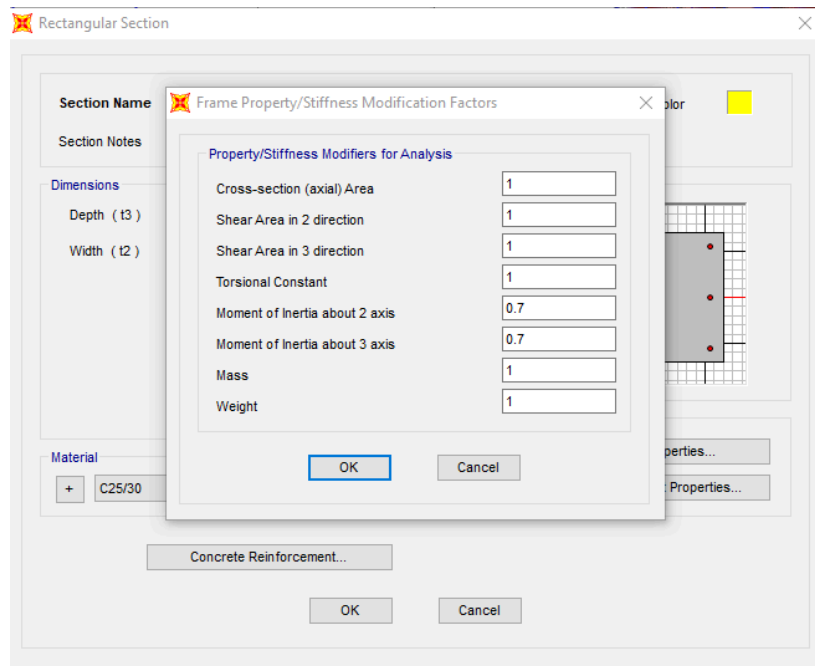 Rectangular Section
Section Name
Frame Property/Stiffness Modification Factors
olor
Section Notes
Property/Stiffness Modifiers for Analysis
Cross-section (axial) Area 1
Shear Area in 2 direction 1
Shear Area in 3 direction 1
Torsional Constant 1
Moment of Inertia about 2 axis 0.7
Moment of Inertia about 3 axis 0.7
Mass 1
Weight 1
OK Cancel
Dimensions
Depth ( t3 )
Width ( t2 )
Material
+ C25/30
perties...
t Properties...
Concrete Reinforcement...
OK Cancel